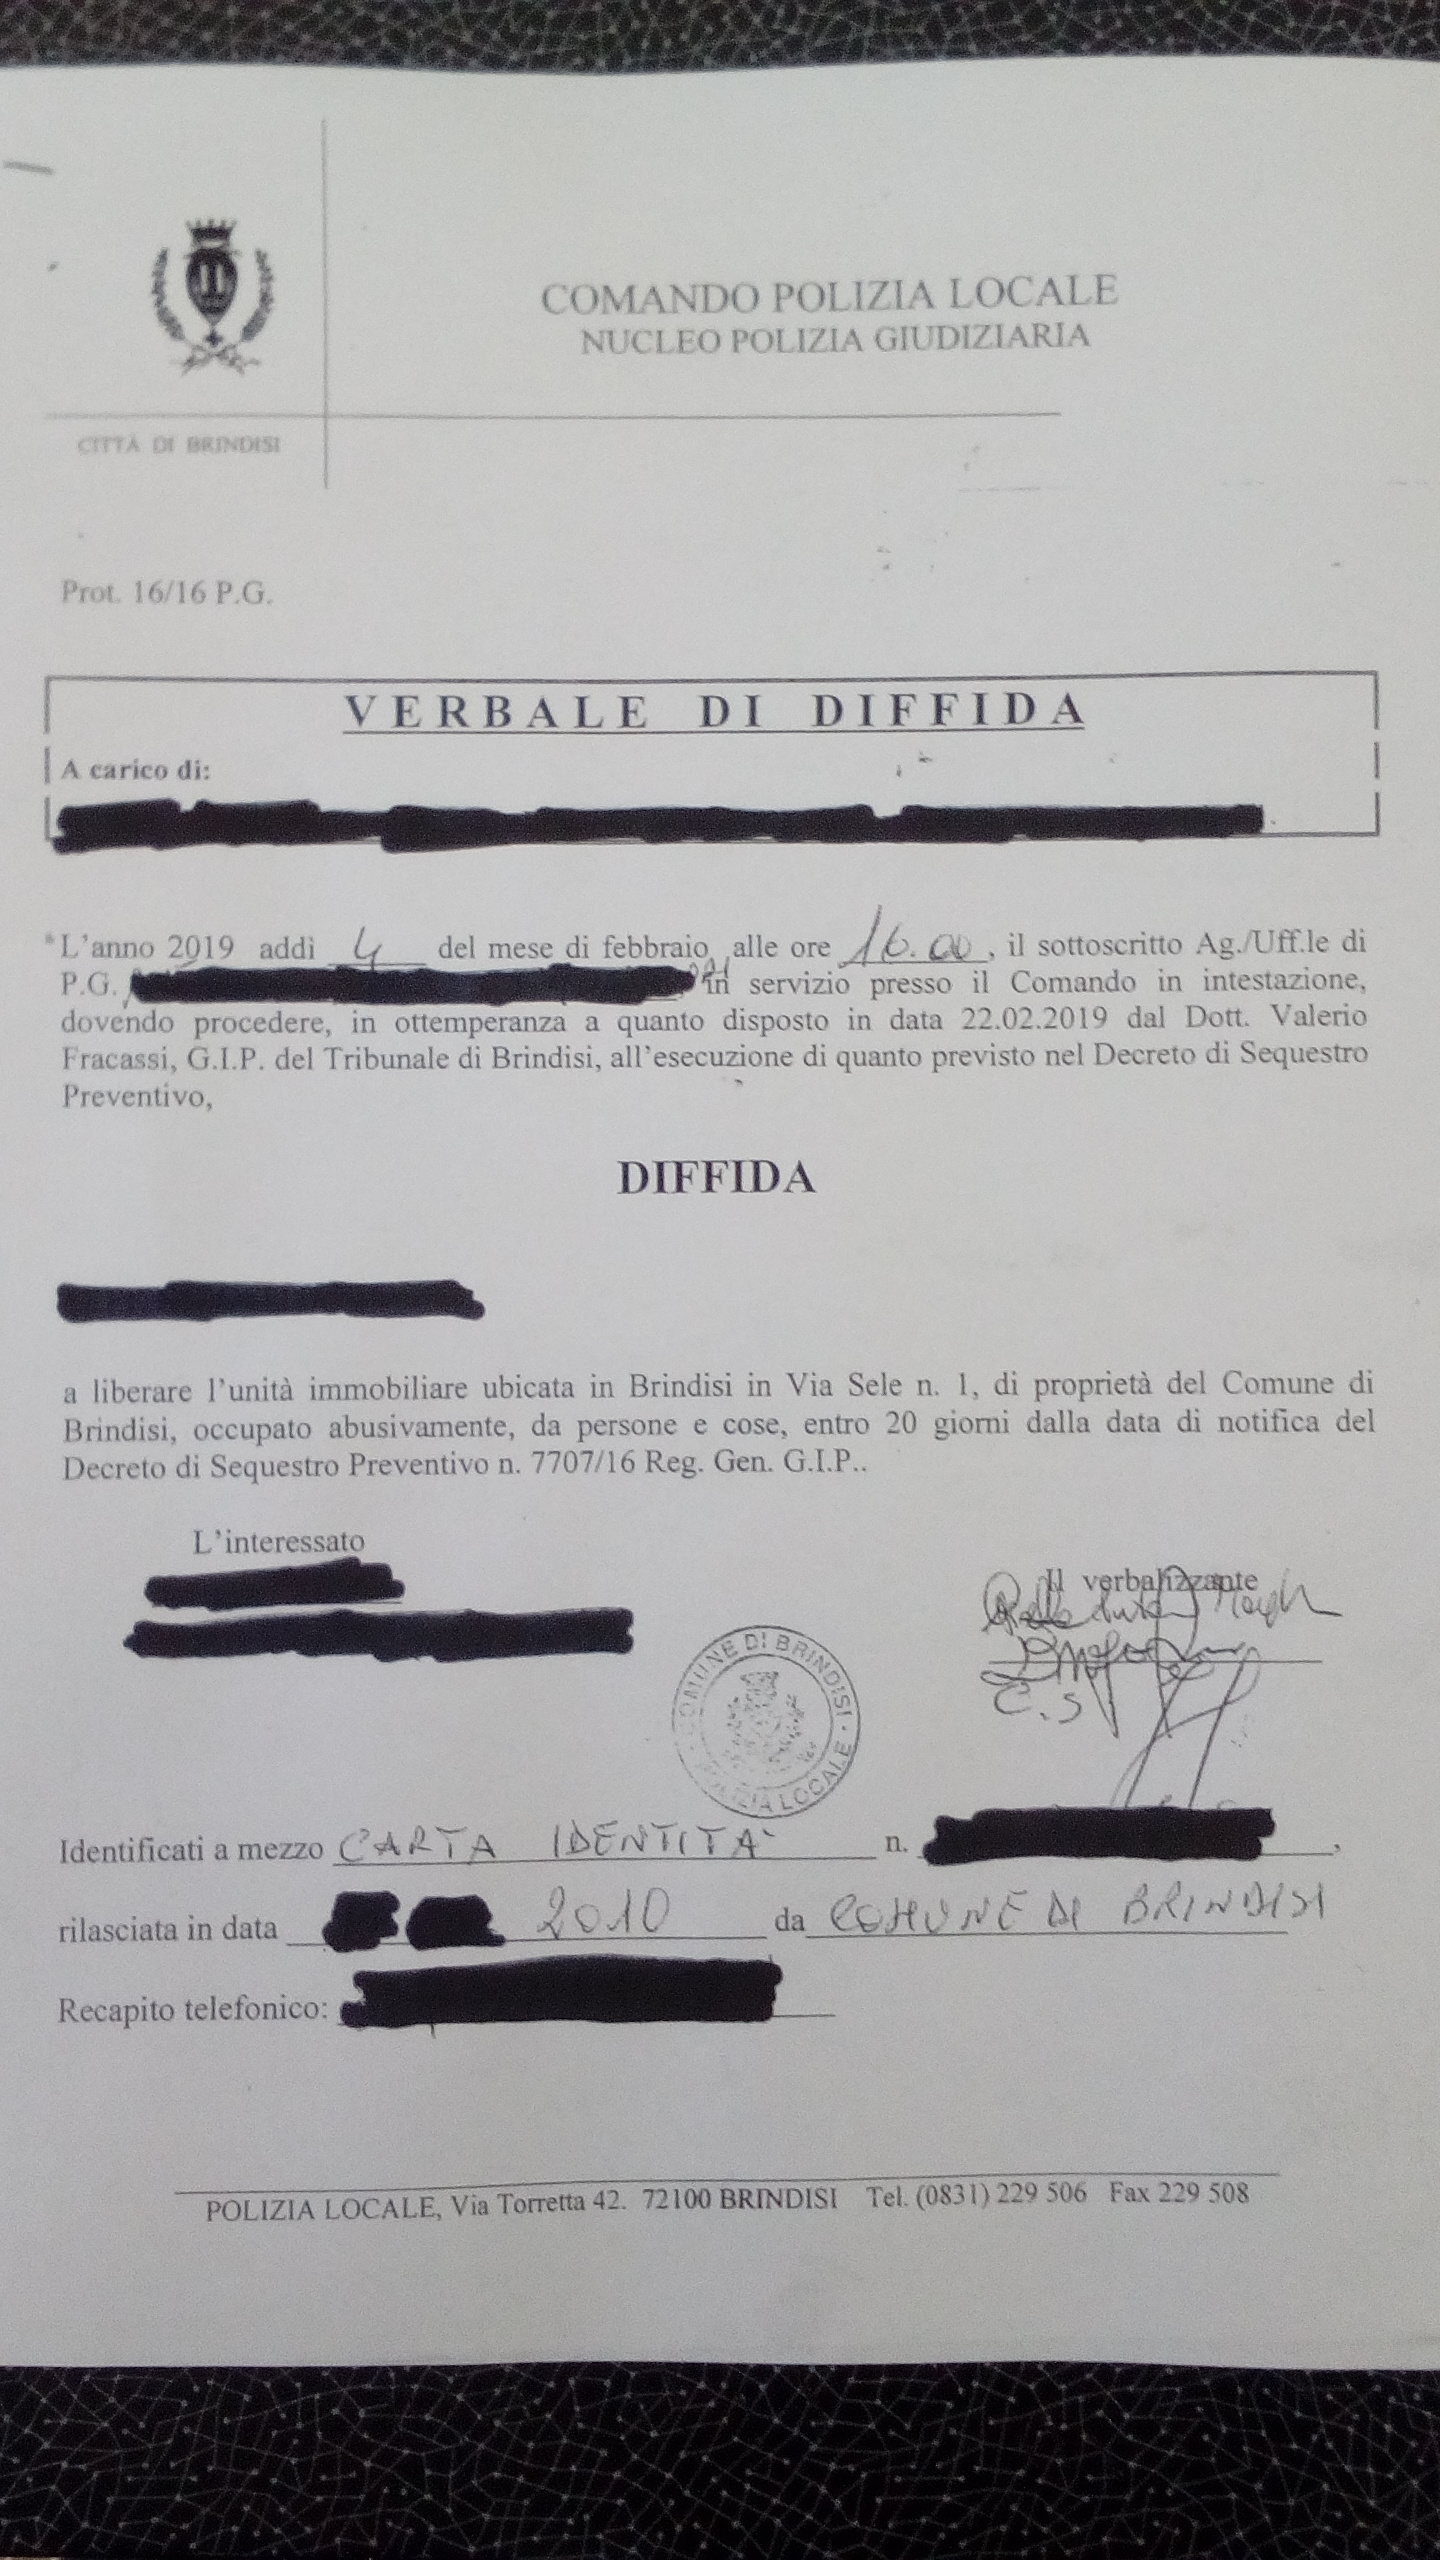 COMANDO POLIZIA LOCALE
NUCLEO POLIZIA GIUDIZIARIA
CITTÀ DI BRINDISI
Prot. 16/16 P.G.
VERBALE DI DIFFIDA
A carico di:
L'anno 2019 addì 4 del mese di febbraio, alle ore 16.00, il sottoscritto Ag./Uff.le di
P.G. in servizio presso il Comando in intestazione,
dovendo procedere, in ottemperanza a quanto disposto in data 22.02.2019 dal Dott. Valerio
Fracassi, G.I.P. del Tribunale di Brindisi, all'esecuzione di quanto previsto nel Decreto di Sequestro
Preventivo,
DIFFIDA
a liberare l'unità immobiliare ubicata in Brindisi in Via Sele n. 1, di proprietà del Comune di
Brindisi, occupato abusivamente, da persone e cose, entro 20 giorni dalla data di notifica del
Decreto di Sequestro Preventivo n. 7707/16 Reg. Gen. G.I.P..
L'interessato
Il verbalizzante
C.S
COMUNE DI BRINDISI
POLIZIA LOCALE
Identificati a mezzo CARTA IDENTITA' n. ,
rilasciata in data 2010 da COMUNE DI BRINDISI
Recapito telefonico:
POLIZIA LOCALE, Via Torretta 42. 72100 BRINDISI Tel. (0831) 229 506 Fax 229 508